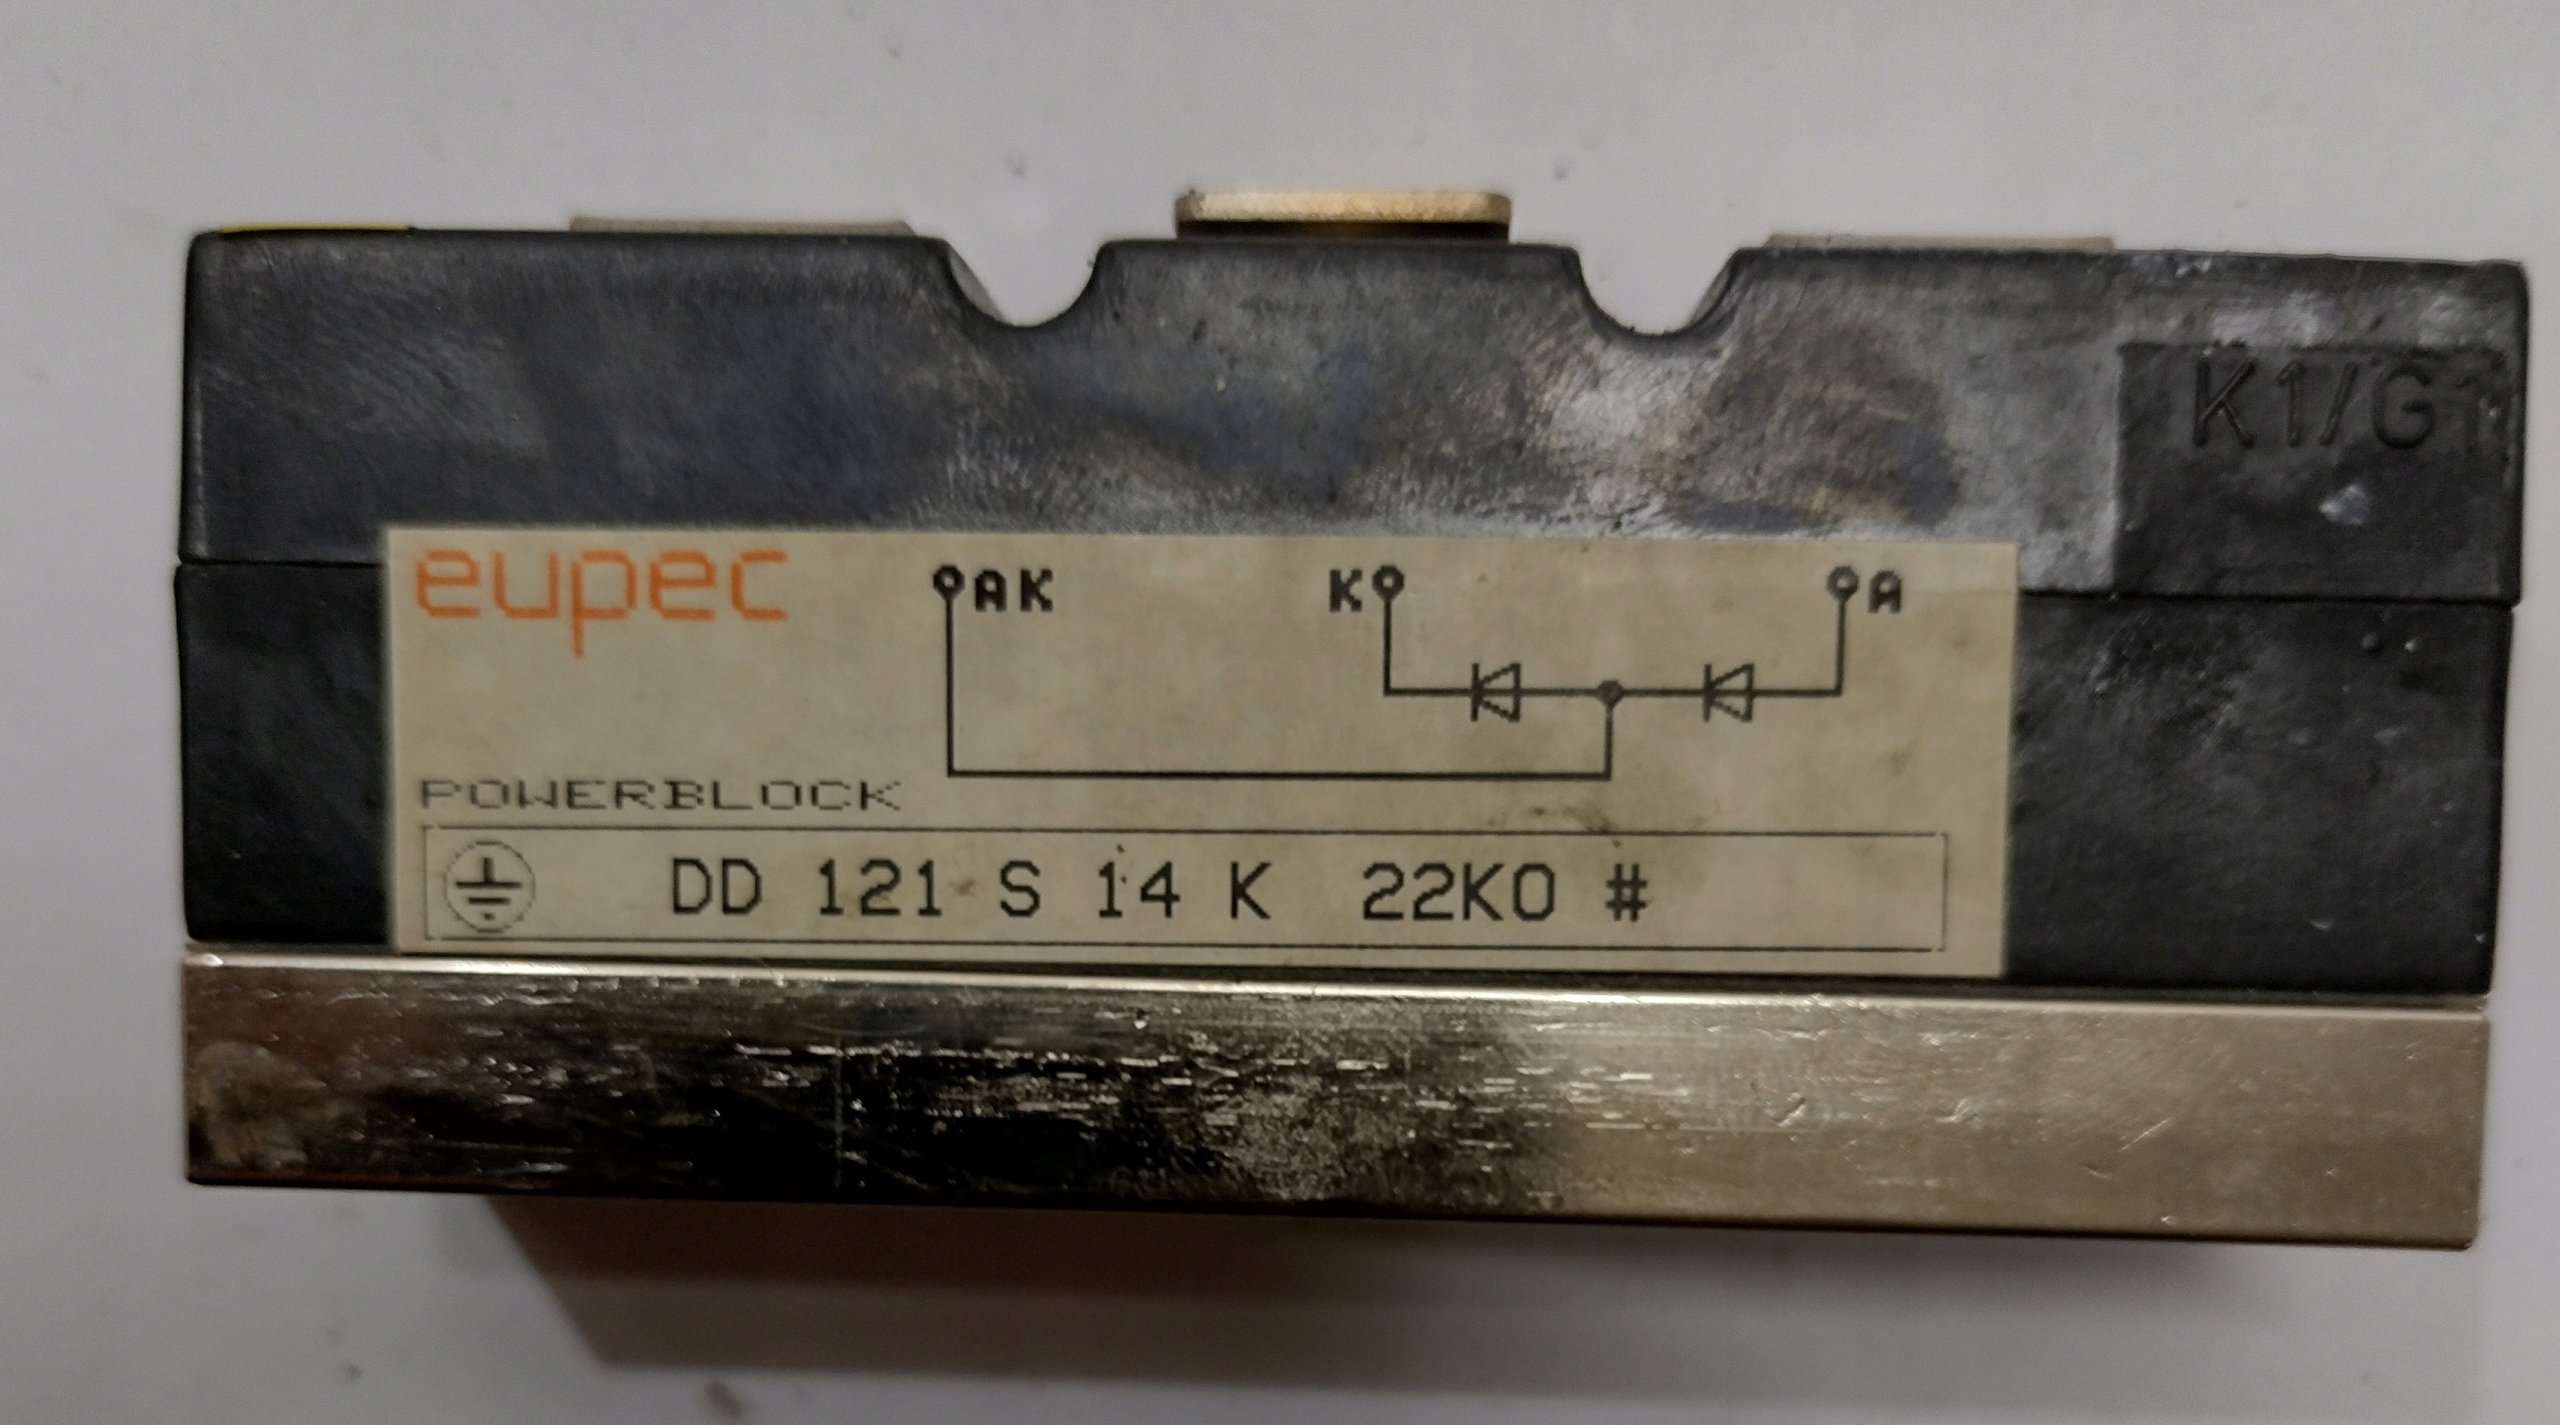 K1/G1
eupec
AK K A
POWERBLOCK
DD 121 S 14 K 22K0 #